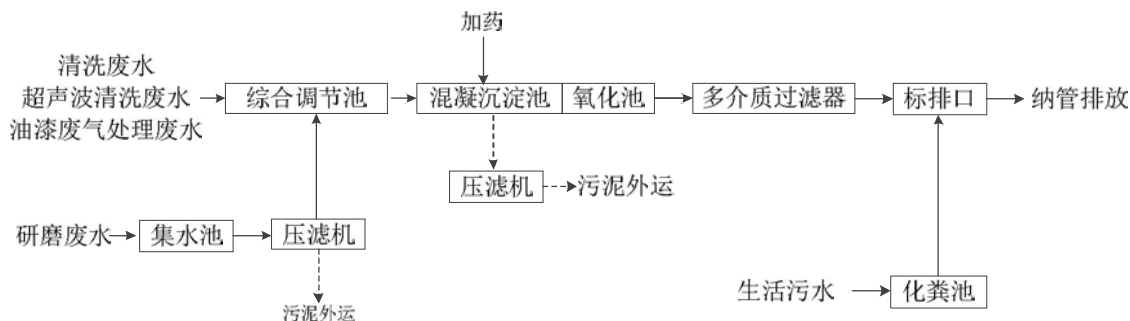 加药
清洗废水
超声波清洗废水
油漆废气处理废水
综合调节池
混凝沉淀池
氧化池
多介质过滤器
标排口
纳管排放
压滤机
污泥外运
研磨废水
集水池
压滤机
污泥外运
生活污水
化粪池